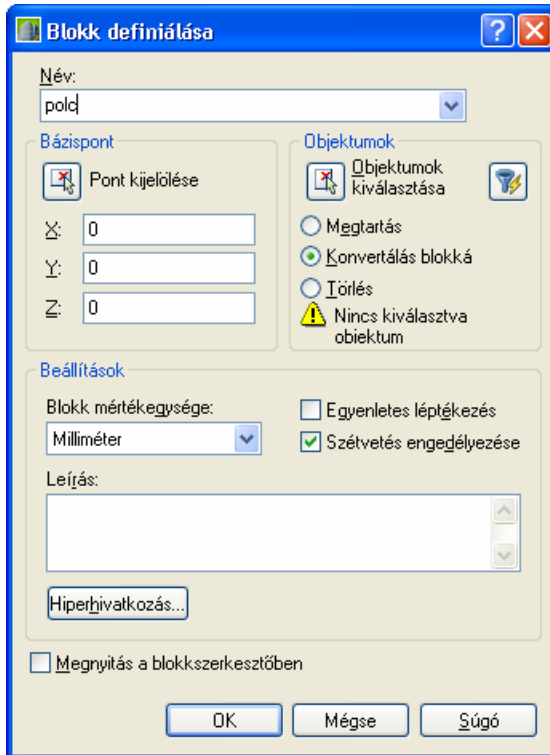 Blokk definiálása
Név:
polc
Bázispont
Pont kijelölése
X: 0
Y: 0
Z: 0
Objektumok
Objektumok
kiválasztása
Megtartás
Konvertálás blokká
Törlés
Nincs kiválasztva
obiektum
Beállítások
Blokk mértékegysége:
Milliméter
Egyenletes léptékezés
Szétvetés engedélyezése
Leírás:
Hiperhivatkozás...
Megnyitás a blokkszerkesztőben
OK Mégse Súgó